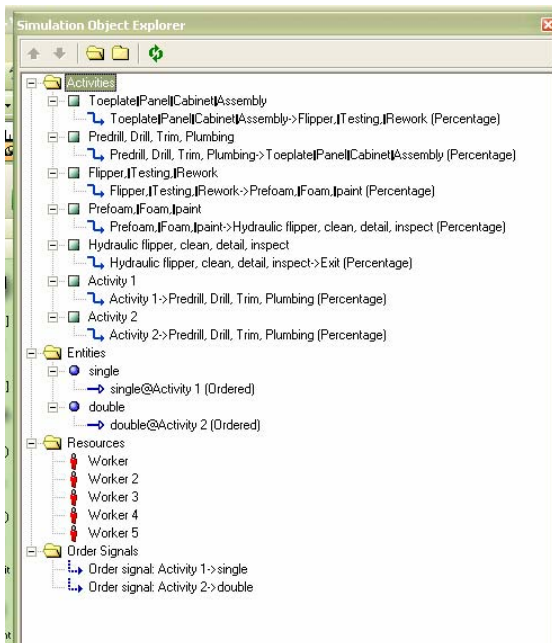 Simulation Object Explorer
Activities
Toeplate|Panel|Cabinet|Assembly
Toeplate|Panel|Cabinet|Assembly->Flipper,|Testing,|Rework (Percentage)
Predrill, Drill, Trim, Plumbing
Predrill, Drill, Trim, Plumbing->Toeplate|Panel|Cabinet|Assembly (Percentage)
Flipper,|Testing,|Rework
Flipper,|Testing,|Rework->Prefoam,|Foam,|paint (Percentage)
Prefoam,|Foam,|paint
Prefoam,|Foam,|paint->Hydraulic flipper, clean, detail, inspect (Percentage)
Hydraulic flipper, clean, detail, inspect
Hydraulic flipper, clean, detail, inspect->Exit (Percentage)
Activity 1
Activity 1->Predrill, Drill, Trim, Plumbing (Percentage)
Activity 2
Activity 2->Predrill, Drill, Trim, Plumbing (Percentage)
Entities
single
single@Activity 1 (Ordered)
double
double@Activity 2 (Ordered)
Resources
Worker
Worker 2
Worker 3
Worker 4
Worker 5
Order Signals
Order signal: Activity 1->single
Order signal: Activity 2->double